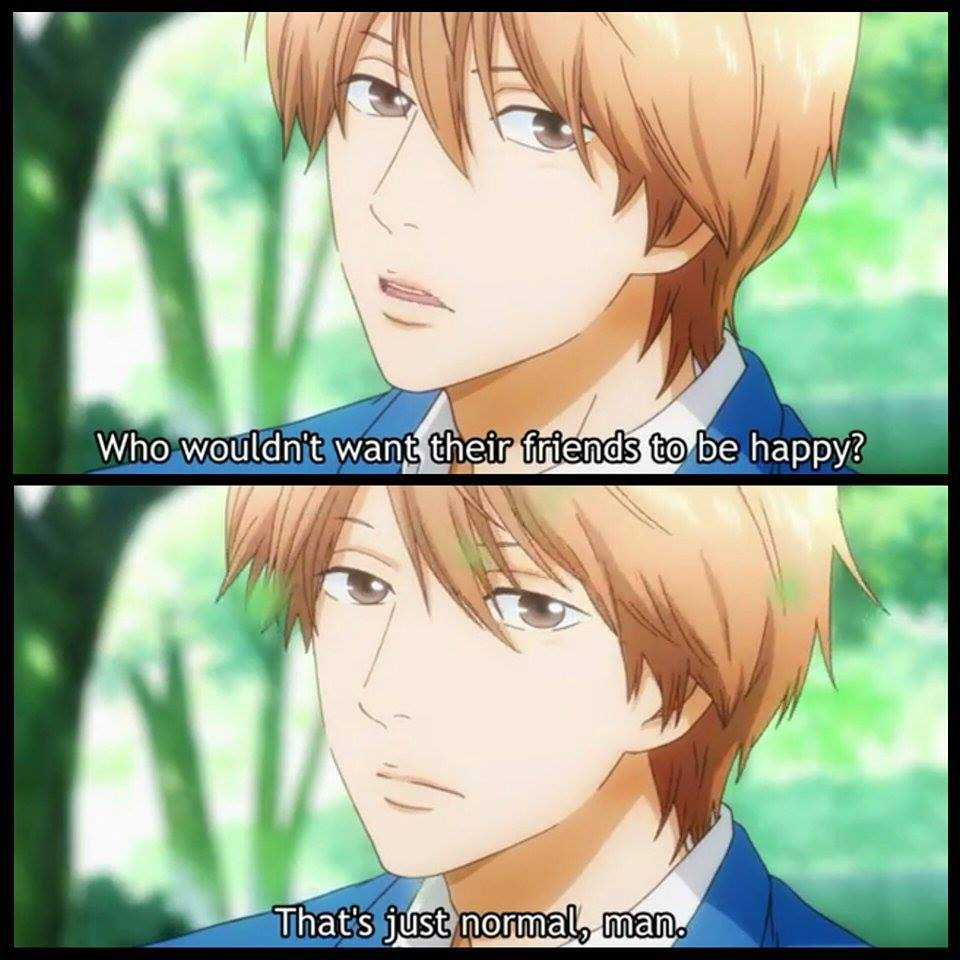 Who wouldn't want their friends to be happy?
That's just normal, man.